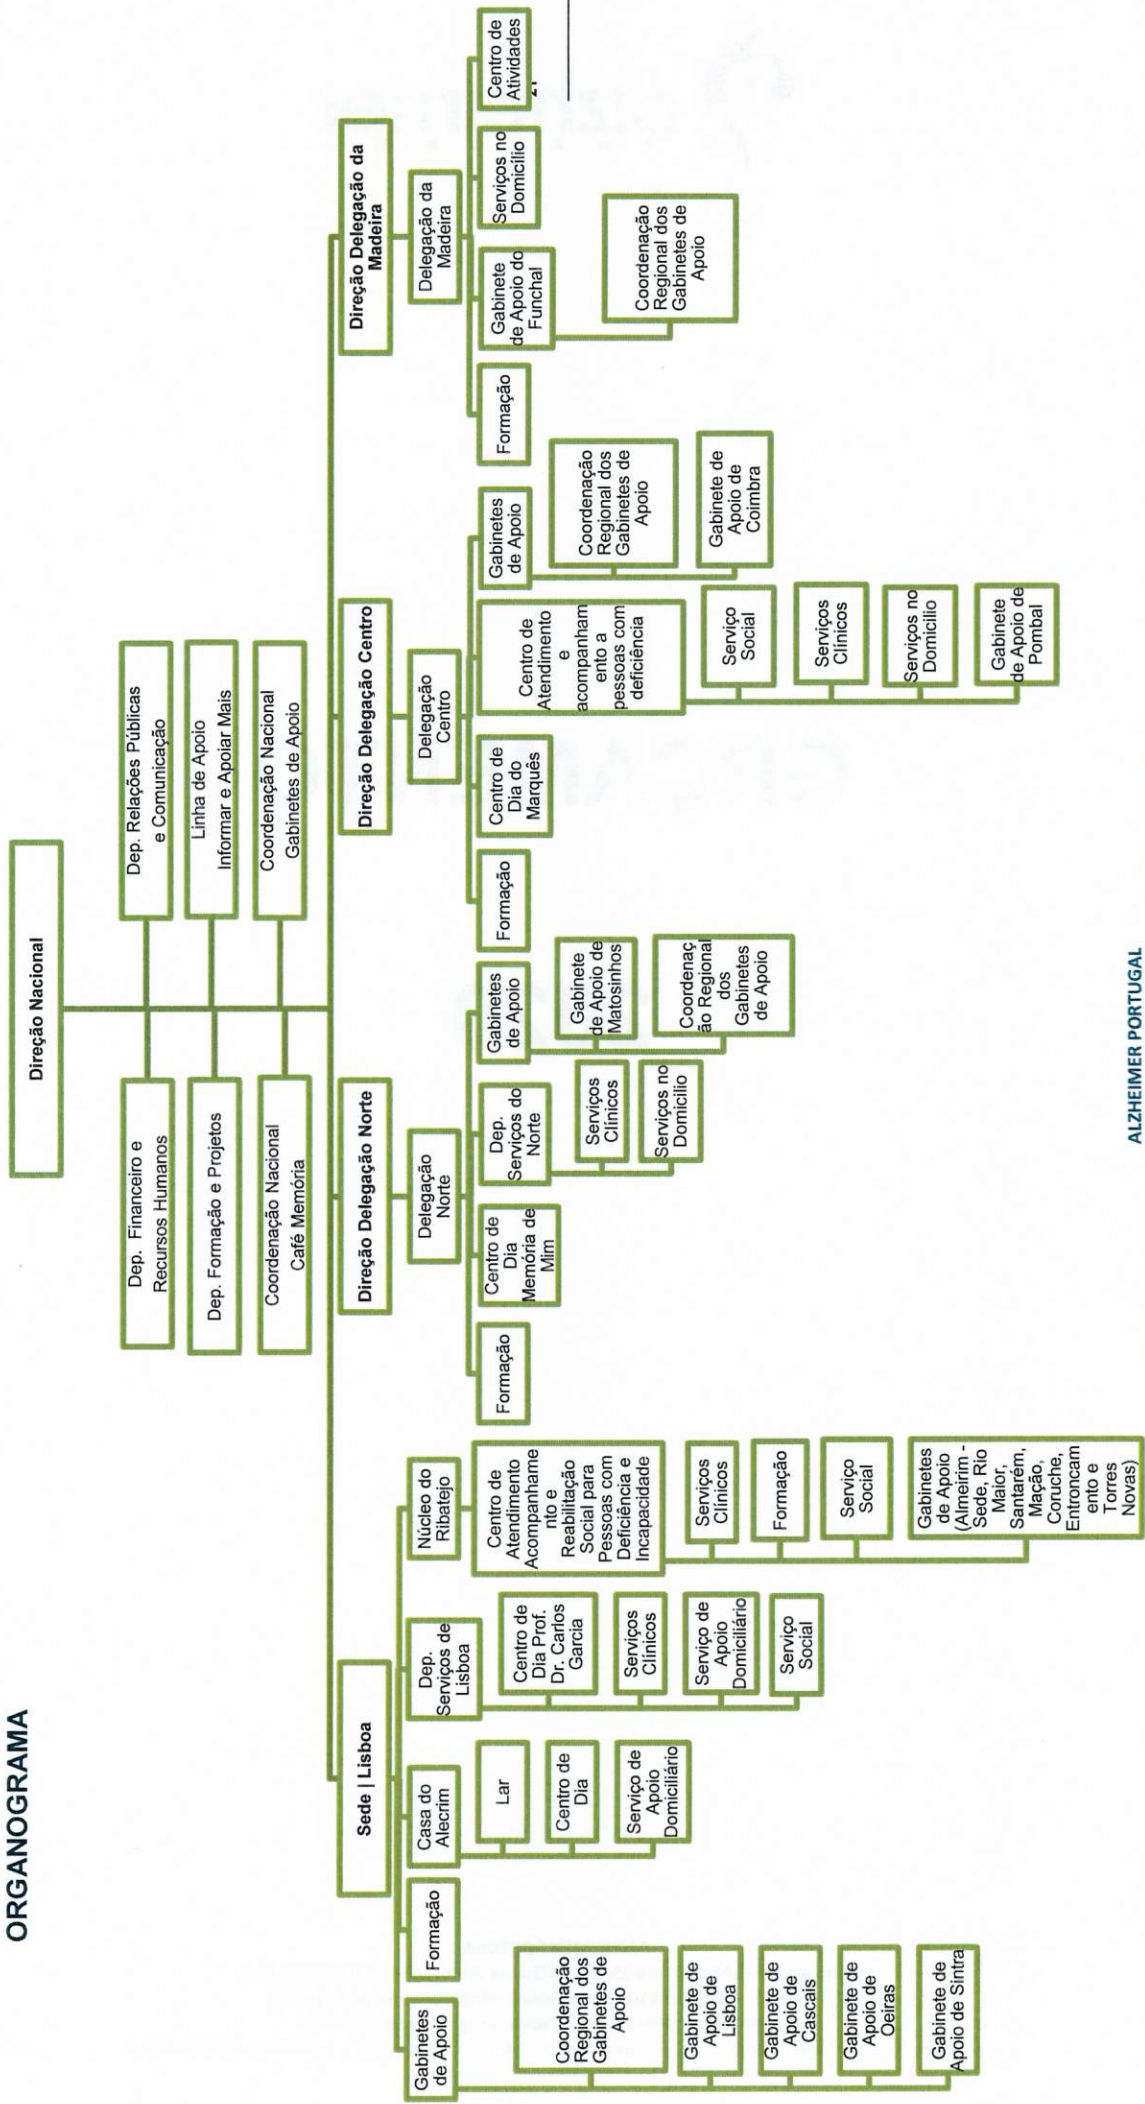 ORGANOGRAMA
Direção Nacional
Dep. Financeiro e
Recursos Humanos
Dep. Relações Públicas
e Comunicação
Dep. Formação e Projetos
Linha de Apoio
Informar e Apoiar Mais
Coordenação Nacional
Café Memória
Coordenação Nacional
Gabinetes de Apoio
Sede | Lisboa
Gabinetes
de Apoio
Coordenação
Regional dos
Gabinetes de
Apoio
Gabinete de
Apoio de
Lisboa
Gabinete de
Apoio de
Cascais
Gabinete de
Apoio de
Oeiras
Gabinete de
Apoio de Sintra
Formação
Casa do
Alecrim
Lar
Centro de
Dia
Serviço de
Apoio
Domiciliário
Dep.
Serviços de
Lisboa
Centro de
Dia Prof.
Dr. Carlos
Garcia
Serviços
Clínicos
Serviço de
Apoio
Domiciliário
Serviço
Social
Núcleo do
Ribatejo
Centro de
Atendimento
Acompanhame
nto e
Reabilitação
Social para
Pessoas com
Deficiência e
Incapacidade
Serviços
Clínicos
Formação
Serviço
Social
Gabinetes
de Apoio
(Almeirim -
Sede, Rio
Maior,
Santarém,
Mação,
Coruche,
Entroncam
ento e
Torres
Novas)
Direção Delegação Norte
Delegação
Norte
Formação
Centro de
Dia
Memória de
Mim
Dep.
Serviços do
Norte
Serviços
Clínicos
Serviços no
Domicilio
Gabinetes
de Apoio
Gabinete
de Apoio de
Matosinhos
Coordenaç
ão Regional
dos
Gabinetes
de Apoio
Direção Delegação Centro
Delegação
Centro
Formação
Centro de
Dia do
Marquês
Centro de
Atendimento
e
acompanham
ento a
pessoas com
deficiência
Serviço
Social
Serviços
Clínicos
Serviços no
Domicílio
Gabinete
de Apoio de
Pombal
Gabinetes
de Apoio
Coordenação
Regional dos
Gabinetes de
Apoio
Gabinete de
Apoio de
Coimbra
Direção Delegação da
Madeira
Delegação da
Madeira
Formação
Gabinete
de Apoio do
Funchal
Coordenação
Regional dos
Gabinetes de
Apoio
Serviços no
Domicílio
Centro de
Atividades
ALZHEIMER PORTUGAL